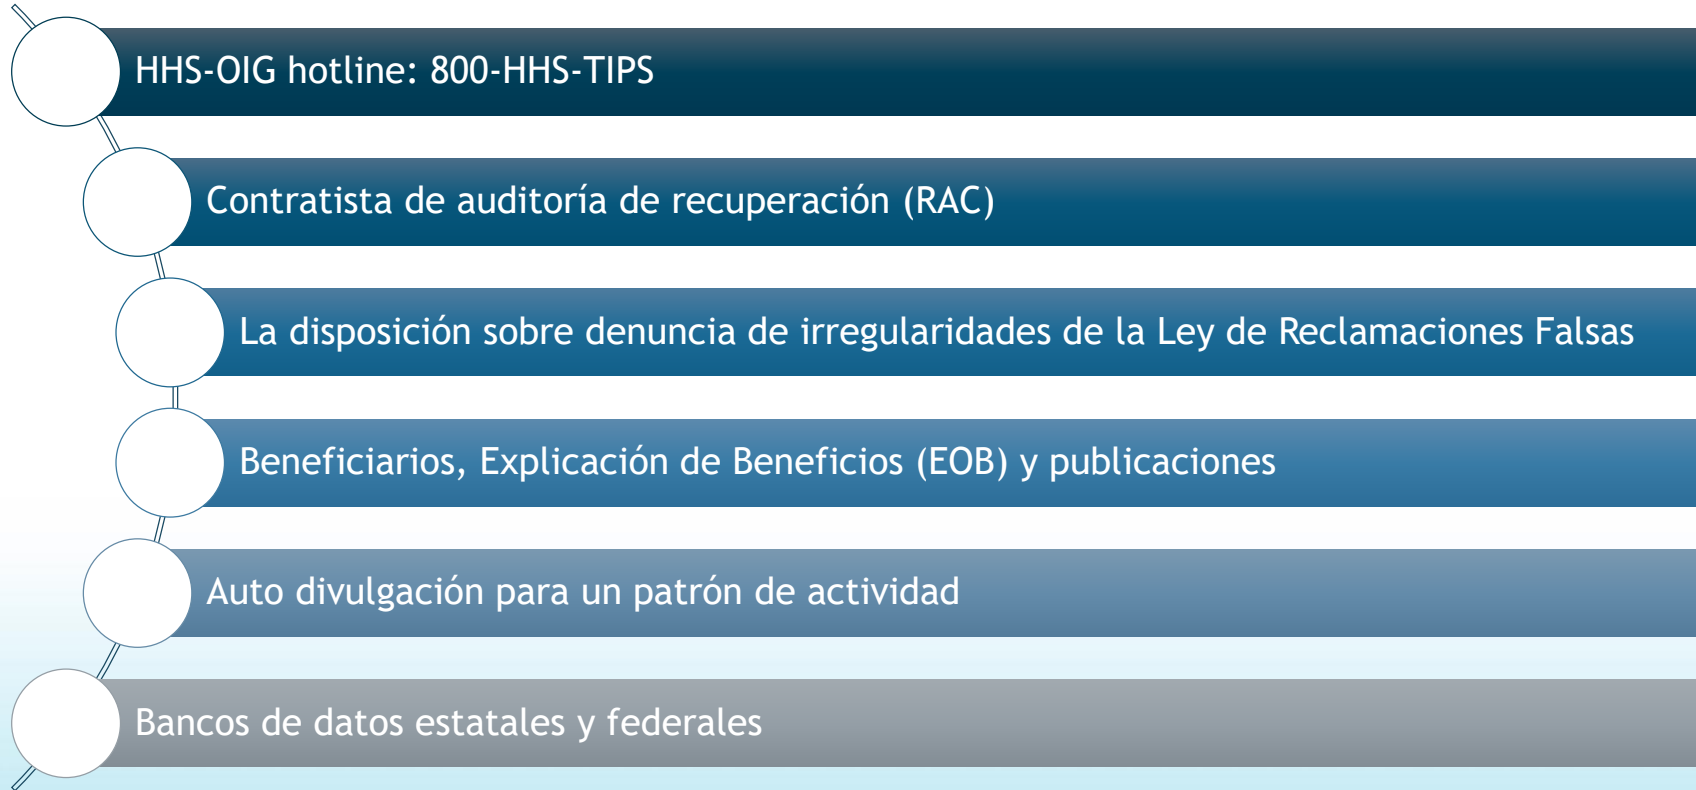 HHS-OIG hotline: 800-HHS-TIPS
Contratista de auditoría de recuperación (RAC)
La disposición sobre denuncia de irregularidades de la Ley de Reclamaciones Falsas
Beneficiarios, Explicación de Beneficios (EOB) y publicaciones
Auto divulgación para un patrón de actividad
Bancos de datos estatales y federales